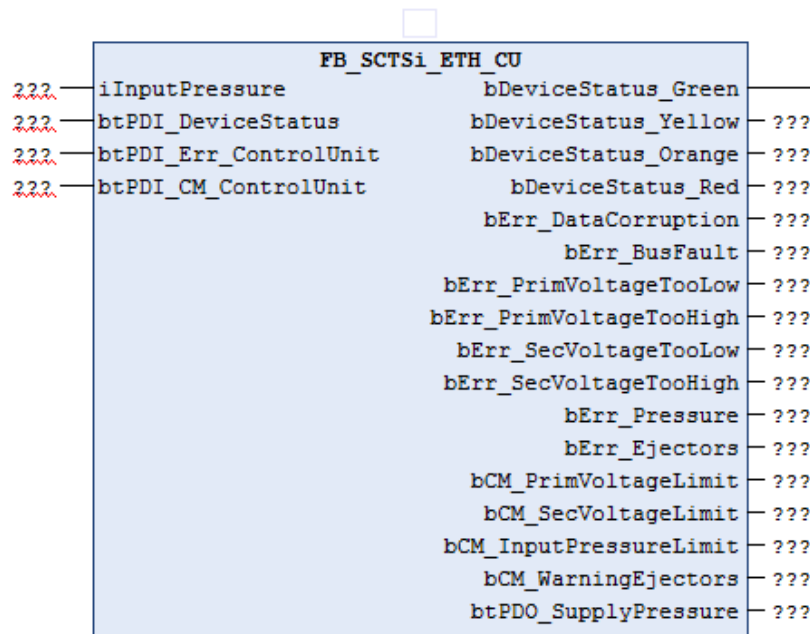 FB_SCTSi_ETH_CU
??? iInputPressure bDeviceStatus_Green
??? btPDI_DeviceStatus bDeviceStatus_Yellow ???
??? btPDI_Err_ControlUnit bDeviceStatus_Orange ???
??? btPDI_CM_ControlUnit bDeviceStatus_Red ???
bErr_DataCorruption ???
bErr_BusFault ???
bErr_PrimVoltageTooLow ???
bErr_PrimVoltageTooHigh ???
bErr_SecVoltageTooLow ???
bErr_SecVoltageTooHigh ???
bErr_Pressure ???
bErr_Ejectors ???
bCM_PrimVoltageLimit ???
bCM_SecVoltageLimit ???
bCM_InputPressureLimit ???
bCM_WarningEjectors ???
btPDO_SupplyPressure ???